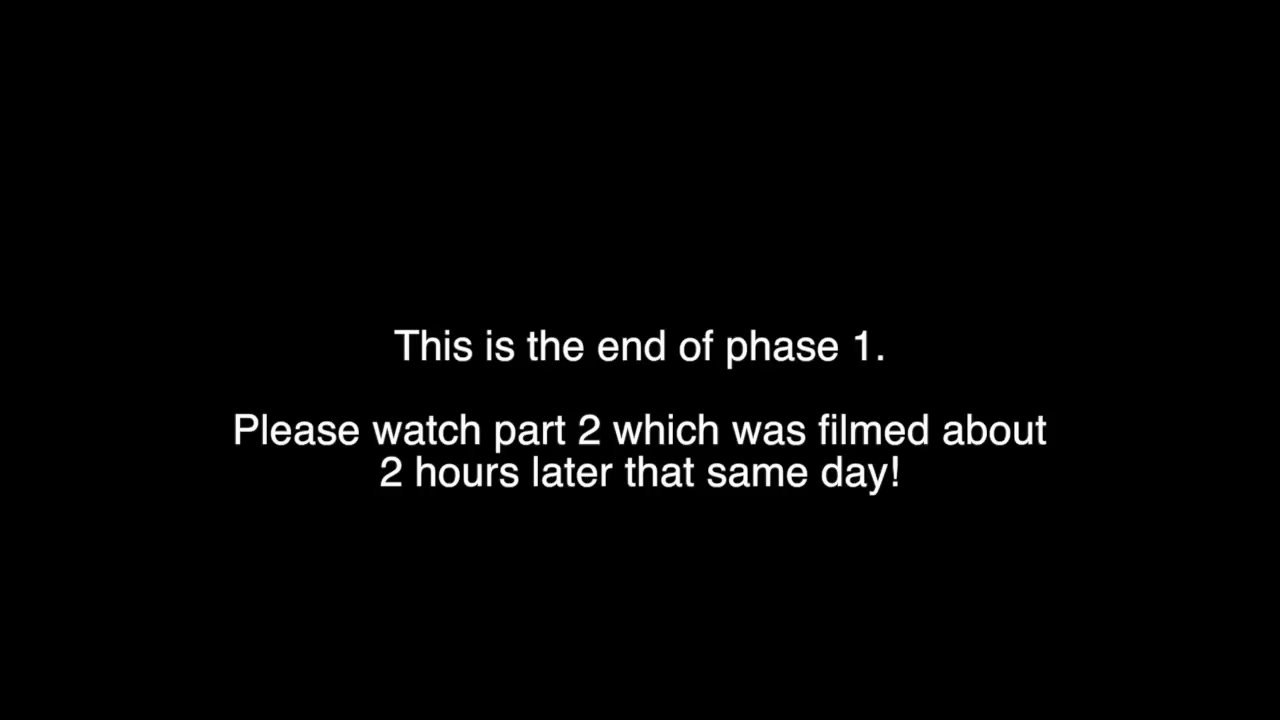 This is the end of phase 1.
Please watch part 2 which was filmed about
2 hours later that same day!